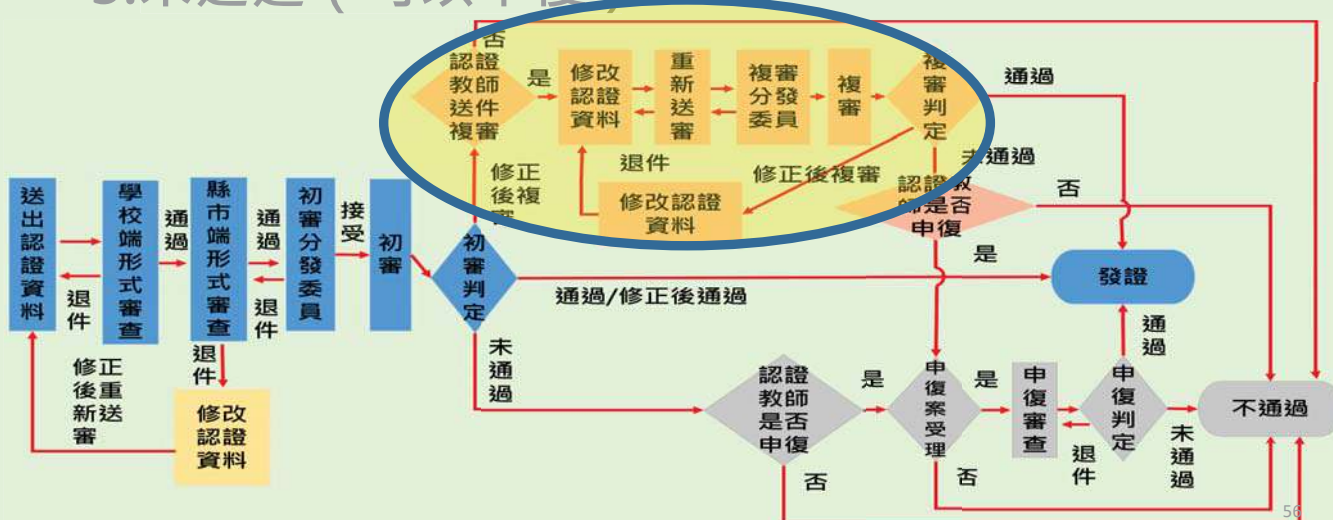 否
認證
教師
送件
複審
是
修改
認證
資料
重新送審
複審
分發
委員
複審
複審判定
通過
退件
修正後複審
修改認證
資料
修正
後複
審
未通過
認證教
師是否
申復
否
是
送出認證資料
退件
學校端形式審查
通過
縣市端形式審查
通過
退件
初審分發委員
接受
初審
初審判定
通過/修正後通過
發證
修正
後重
新送
審
退件
修改
認證
資料
未通過
認證
教師
是否
申復
是
否
申復案受理
是
否
申復審查
退件
申復判定
通過
未通過
不通過
56